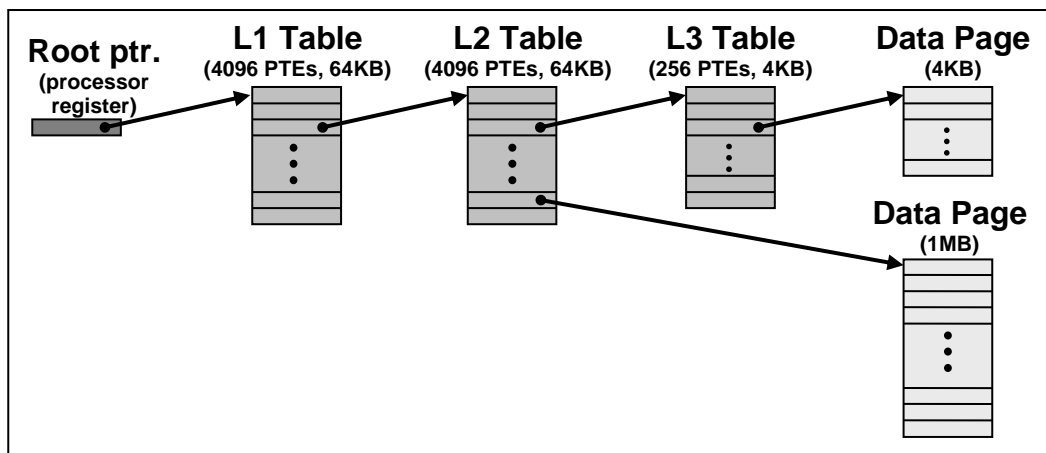 Root ptr.
(processor
register)
L1 Table
(4096 PTEs, 64KB)
L2 Table
(4096 PTEs, 64KB)
L3 Table
(256 PTEs, 4KB)
Data Page
(4KB)
Data Page
(1MB)